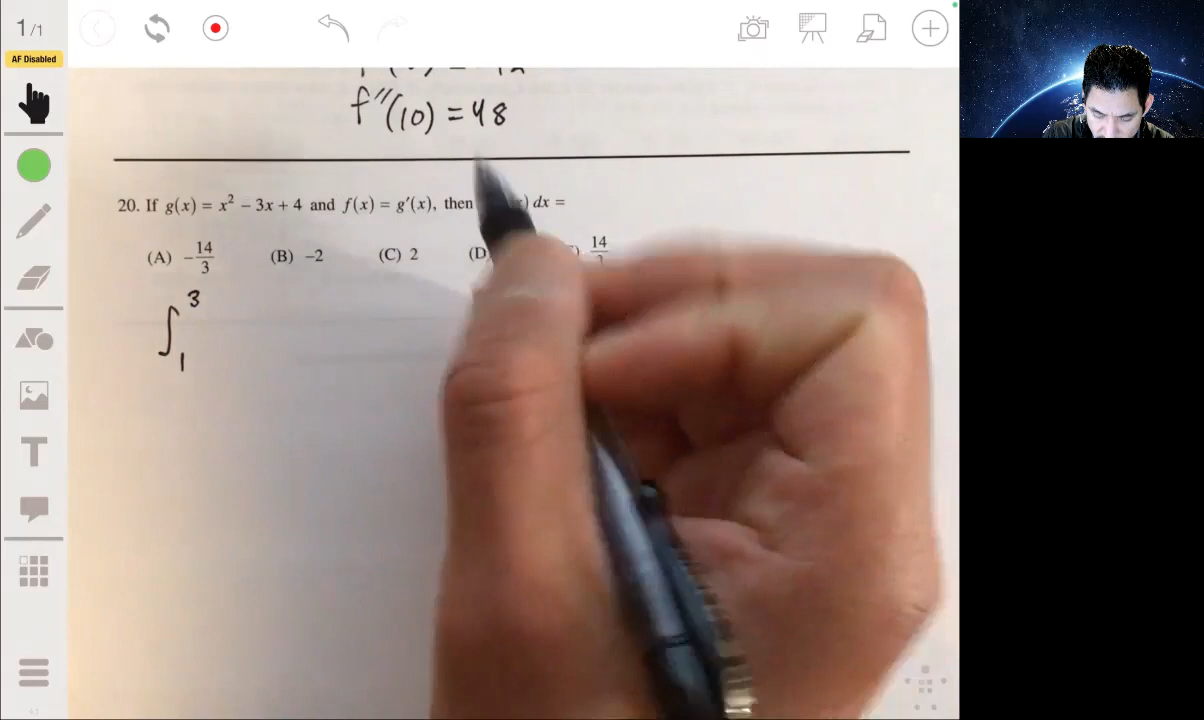 1/1
AF Disabled
f″(10) = 48
20. If g(x) = x² − 3x + 4 and f(x) = g′(x), then ) dx =
(A) −14/3 (B) −2 (C) 2 (D 14
∫₁³
T